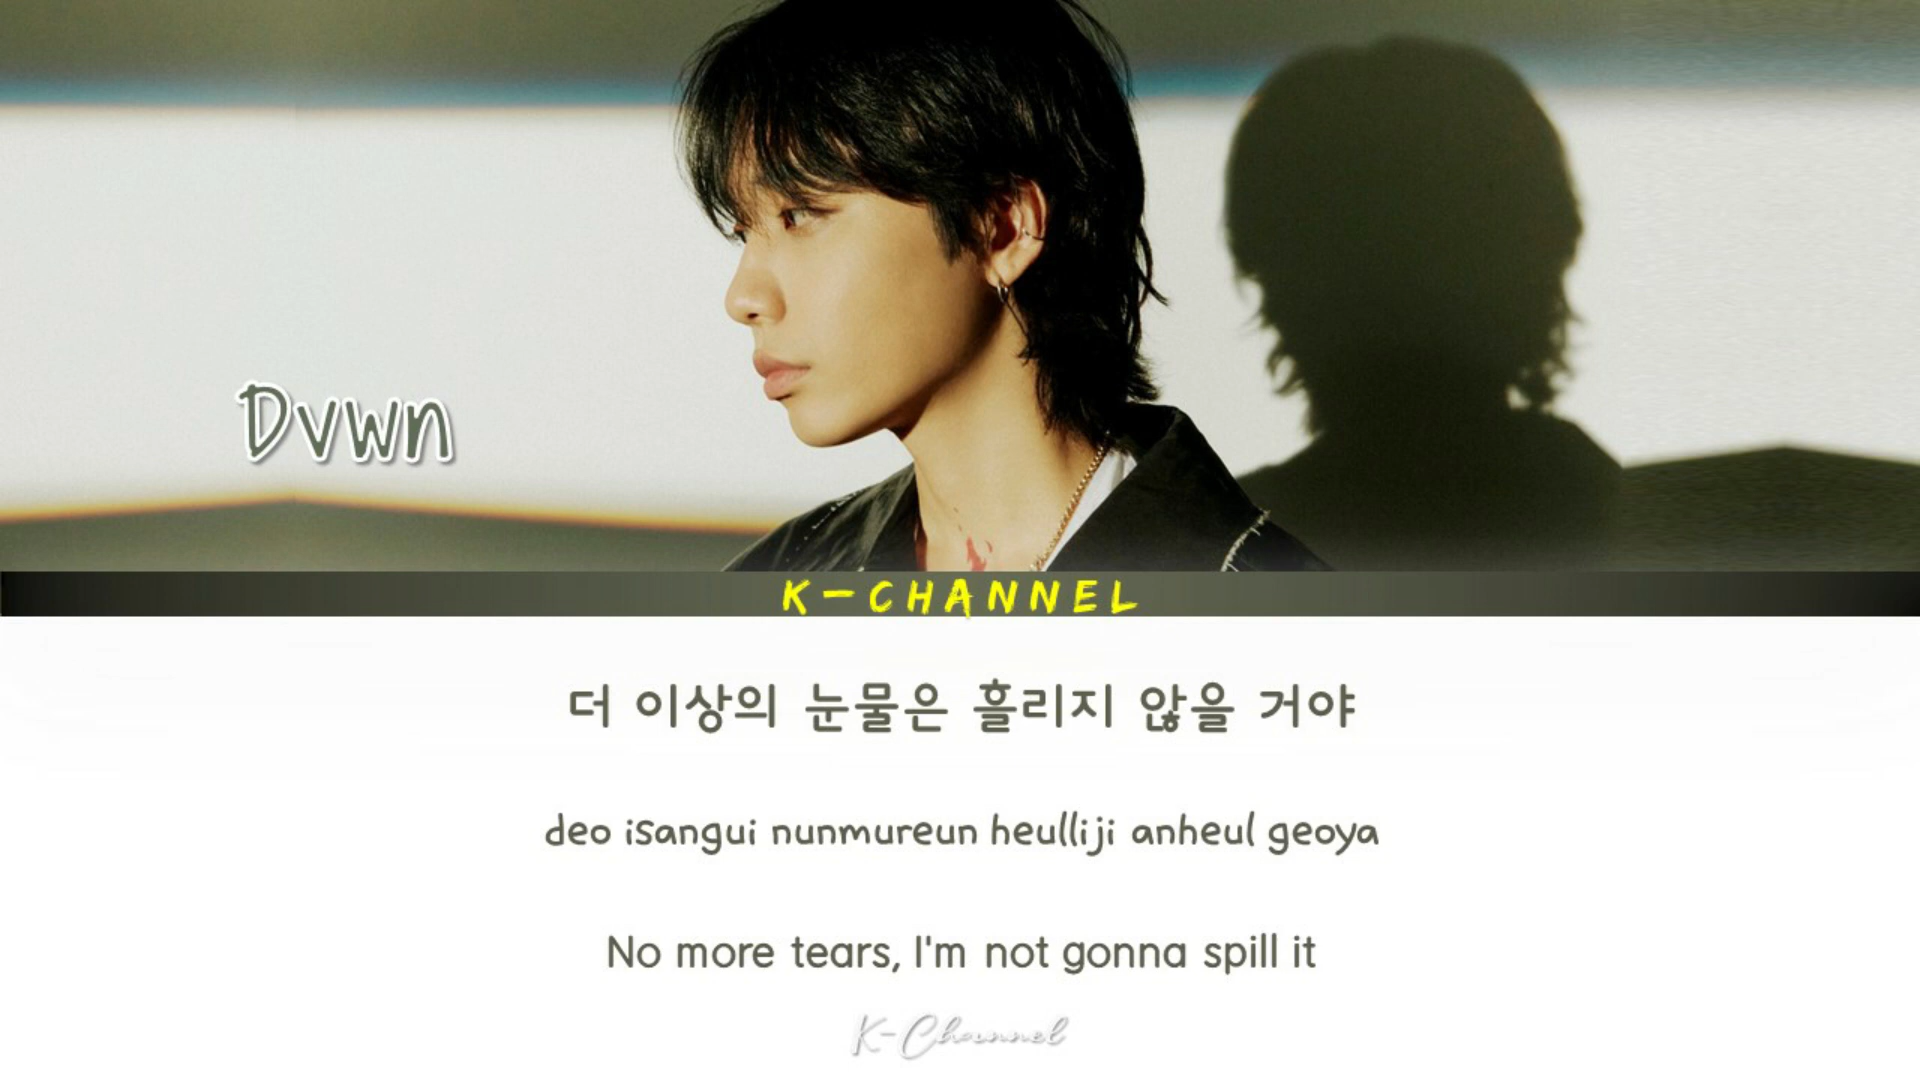 Dvwn
K-CHANNEL
더 이상의 눈물은 흘리지 않을 거야
deo isangui nunmureun heulliji anheul geoya
No more tears, I'm not gonna spill it
K-Channel